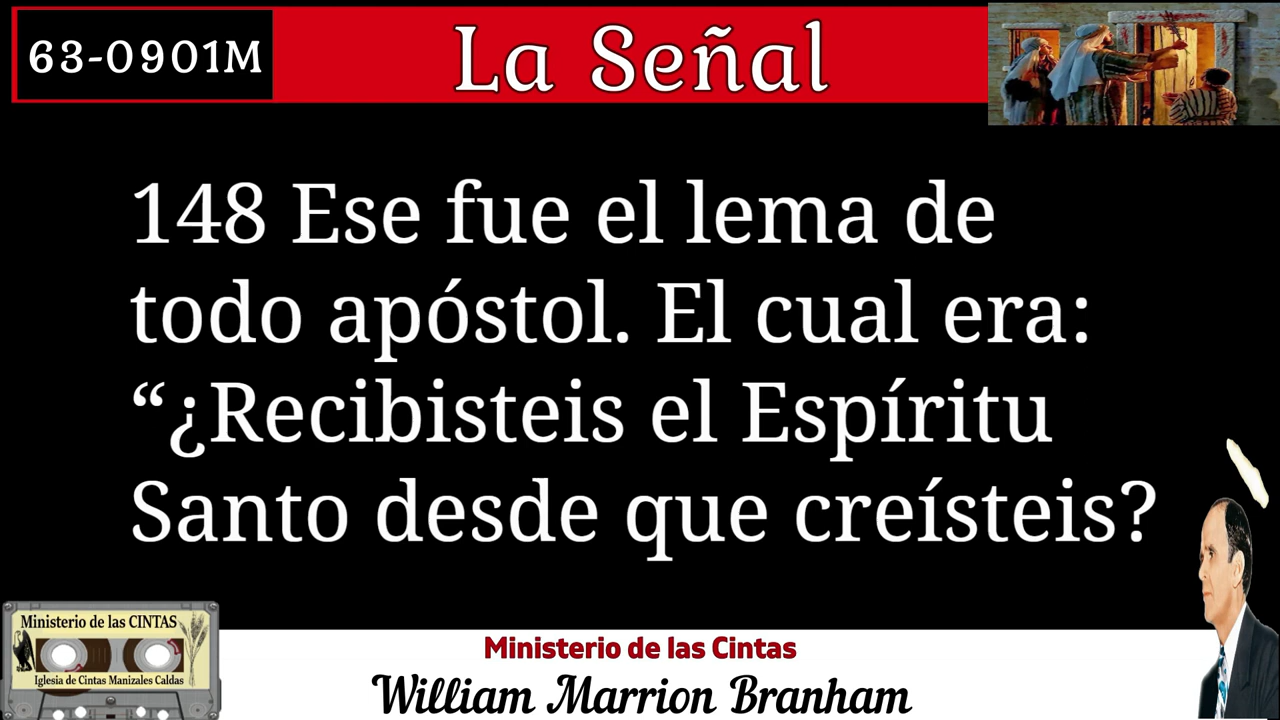 63-0901M
La Señal
148 Ese fue el lema de
todo apóstol. El cual era:
“¿Recibisteis el Espíritu
Santo desde que creísteis?
Ministerio de las CINTAS
Iglesia de Cintas Manizales Caldas
Ministerio de las Cintas
William Marrion Branham